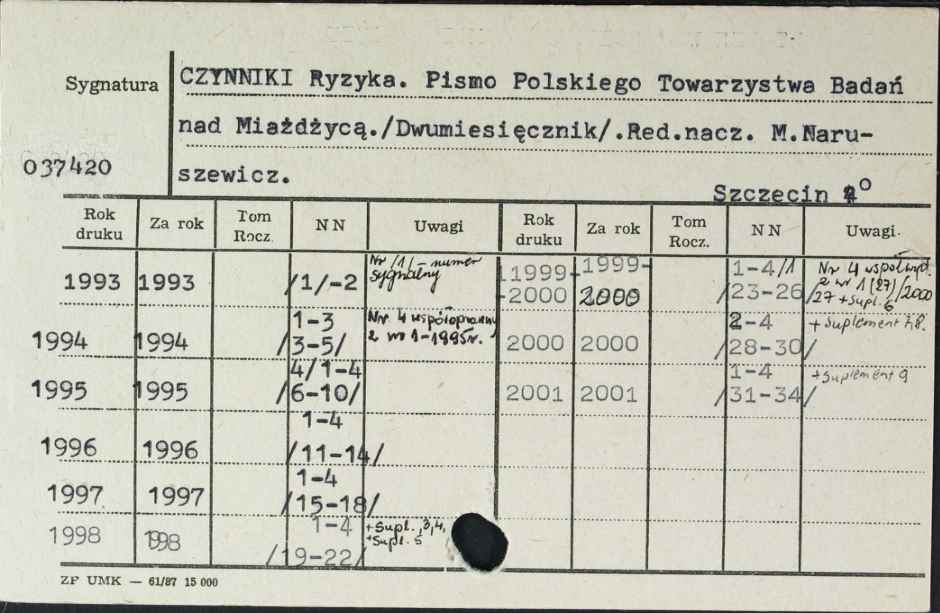 Sygnatura
CZYNNIKI Ryzyka. Pismo Polskiego Towarzystwa Badań
nad Miażdżycą./Dwumiesięcznik/.Red.nacz. M.Naru-
037420
szewicz.
Szczecin 4°
Rok druku Za rok Tom Rocz. NN Uwagi Rok druku Za rok Tom Rocz. NN Uwagi
1993 1993 /1/-2 Nr /1/ - numer sygnalny
1999-2000 1999-2000 1-4/1 /23-26/27 Nr 4 współwyd. z nr 1 (27)/2000 + Supl. 6
1994 1994 1-3 /3-5/ Nr 4 współoprawny z nr 1-1995r.
2000 2000 2-4 /28-30/ + Suplement 7.8.
1995 1995 4/1-4 /6-10/
2001 2001 1-4 /31-34/ + Suplement 9
1996 1996 1-4 /11-14/
1997 1997 1-4 /15-18/
1998 1998 1-4 /19-22/ + Supl. 3,4, + Supl. 5
ZF UMK — 61/87 15 000